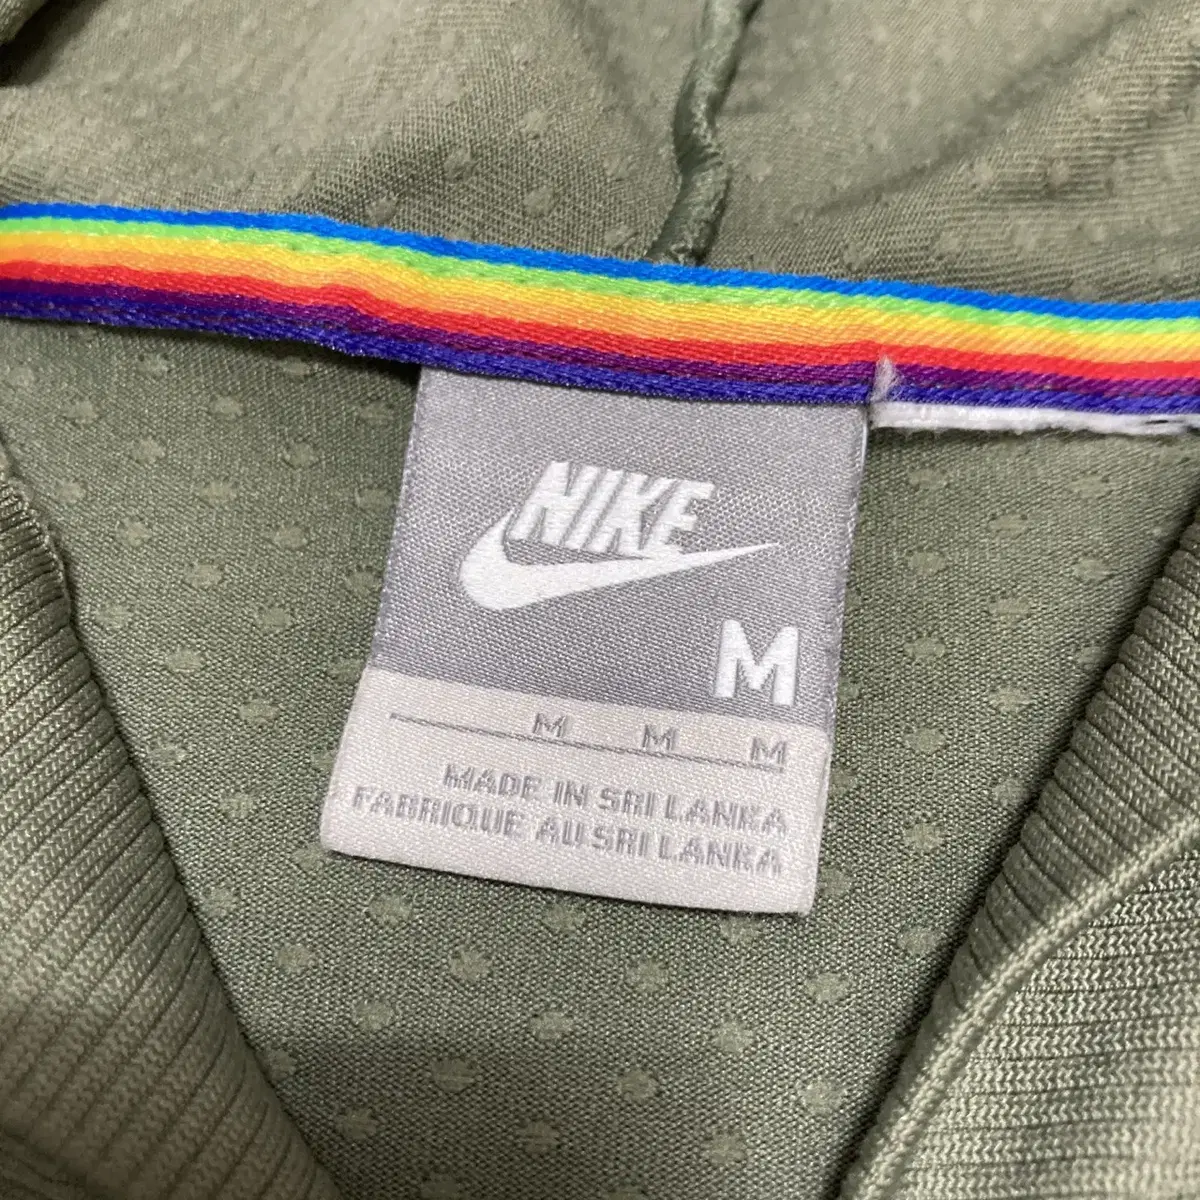 NIKE
M
M M M
MADE IN SRI LANKA
FABRIQUE AU SRI LANKA